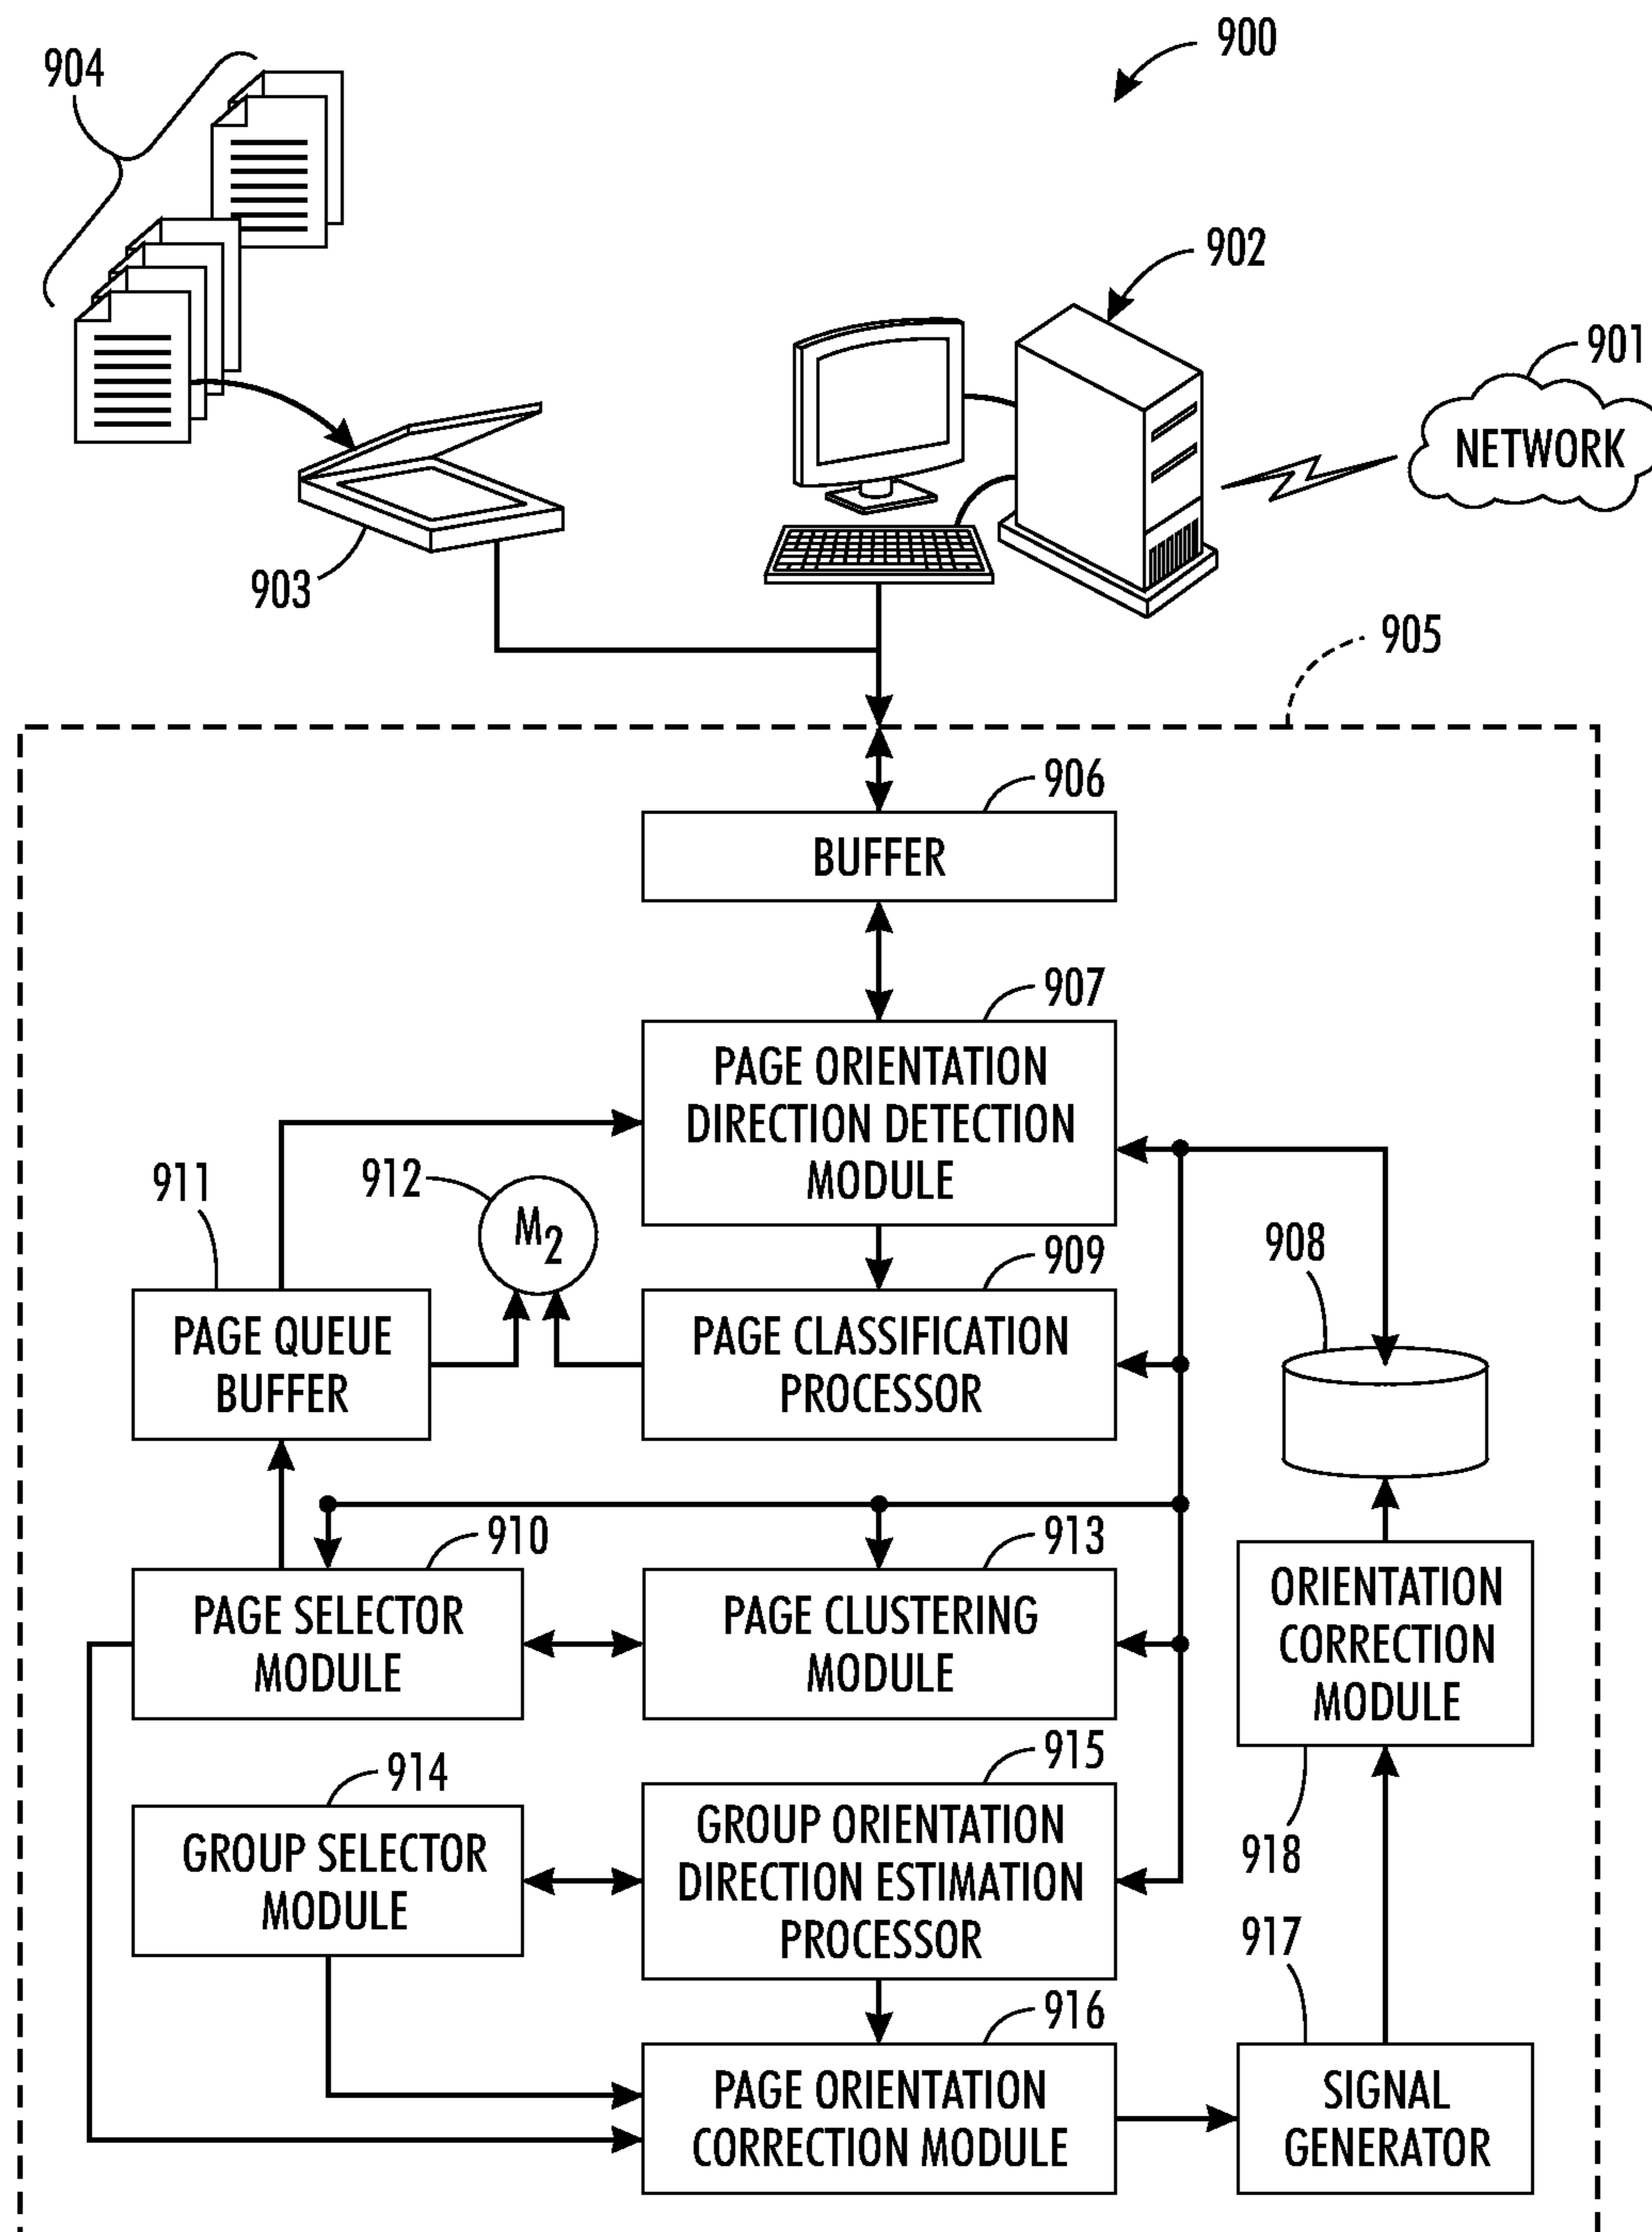 900
904
902
901
NETWORK
903
905
906
BUFFER
907
PAGE ORIENTATION
DIRECTION DETECTION
MODULE
911
912
M2
908
909
PAGE QUEUE
BUFFER
PAGE CLASSIFICATION
PROCESSOR
910
913
PAGE SELECTOR
MODULE
PAGE CLUSTERING
MODULE
ORIENTATION
CORRECTION
MODULE
914
915
GROUP SELECTOR
MODULE
GROUP ORIENTATION
DIRECTION ESTIMATION
PROCESSOR
918
917
916
PAGE ORIENTATION
CORRECTION MODULE
SIGNAL
GENERATOR